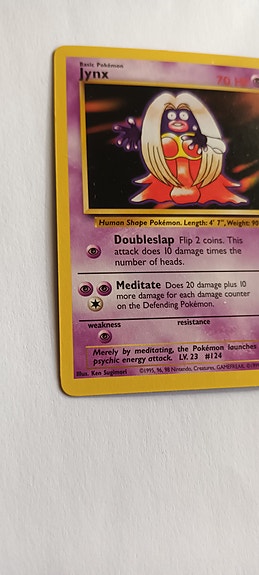 Basic Pokémon
Jynx 70 H
Human Shape Pokémon. Length: 4' 7", Weight: 90
Doubleslap Flip 2 coins. This
attack does 10 damage times the
number of heads.
Meditate Does 20 damage plus 10
more damage for each damage counter
on the Defending Pokémon.
weakness resistance
Merely by meditating, the Pokémon launches
psychic energy attack. LV. 23 #124
Illus. Ken Sugimori ©1995, 96, 98 Nintendo, Creatures, GAMEFREAK. ©1999